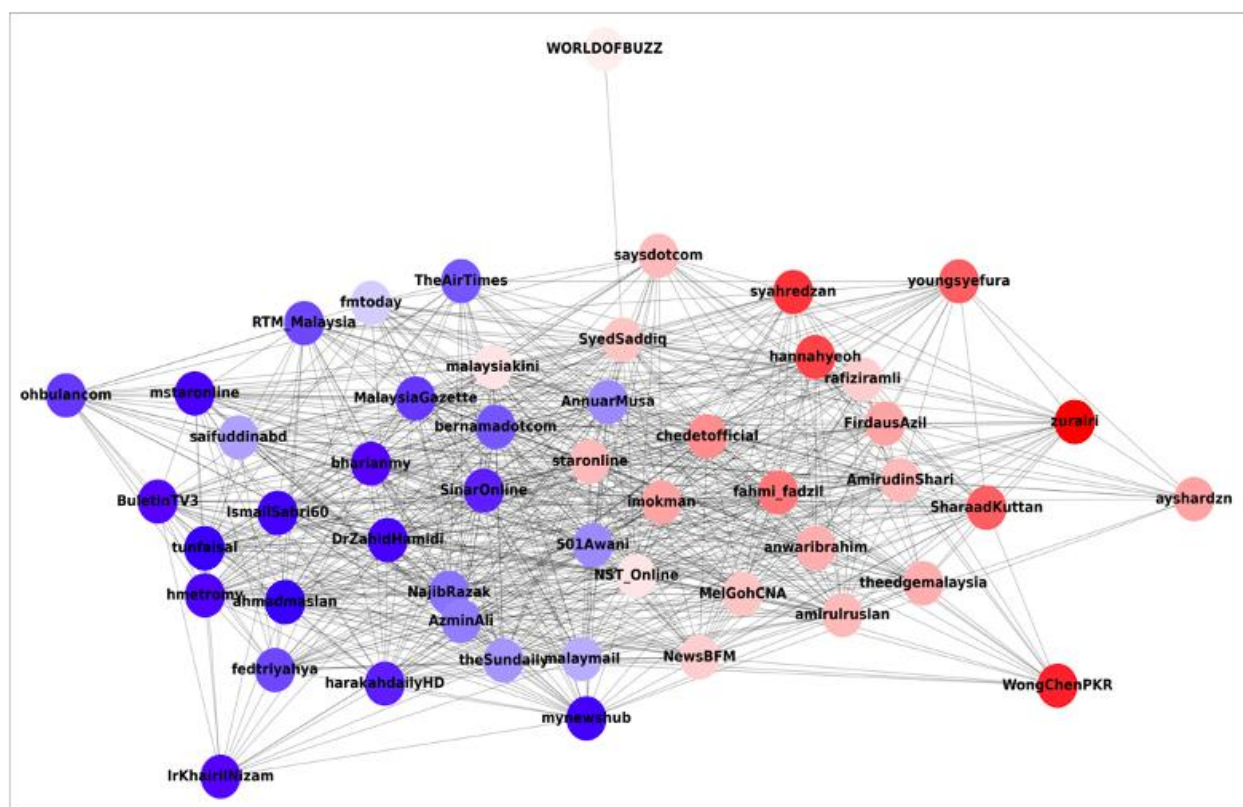 WORLDOFBUZZ
saysdotcom
TheAirTimes
youngsyefura
syahredzan
fmtoday
RTM_Malaysia
SyedSaddiq
hannahyeoh
malaysiakini
rafiziramli
ohbulancom
mstaronline
MalaysiaGazette
AnnuarMusa
FirdausAzil
zurairi
bernamadotcom
chedetofficial
saifuddinabd
staronline
bharianmy
AmirudinShari
SinarOnline
fahmi_fadzil
ayshardzn
BuletinTV3
imokman
SharaadKuttan
IsmailSabri60
DrZahidHamidi
501Awani
tunfaisal
anwaribrahim
NST_Online
theedgemalaysia
hmetromy
NajibRazak
MelGohCNA
ahmadmaslan
amirulruslan
AzminAli
NewsBFM
theSundaily
malaymail
fedtriyahya
harakahdailyHD
WongChenPKR
mynewshub
IrKhairilNizam